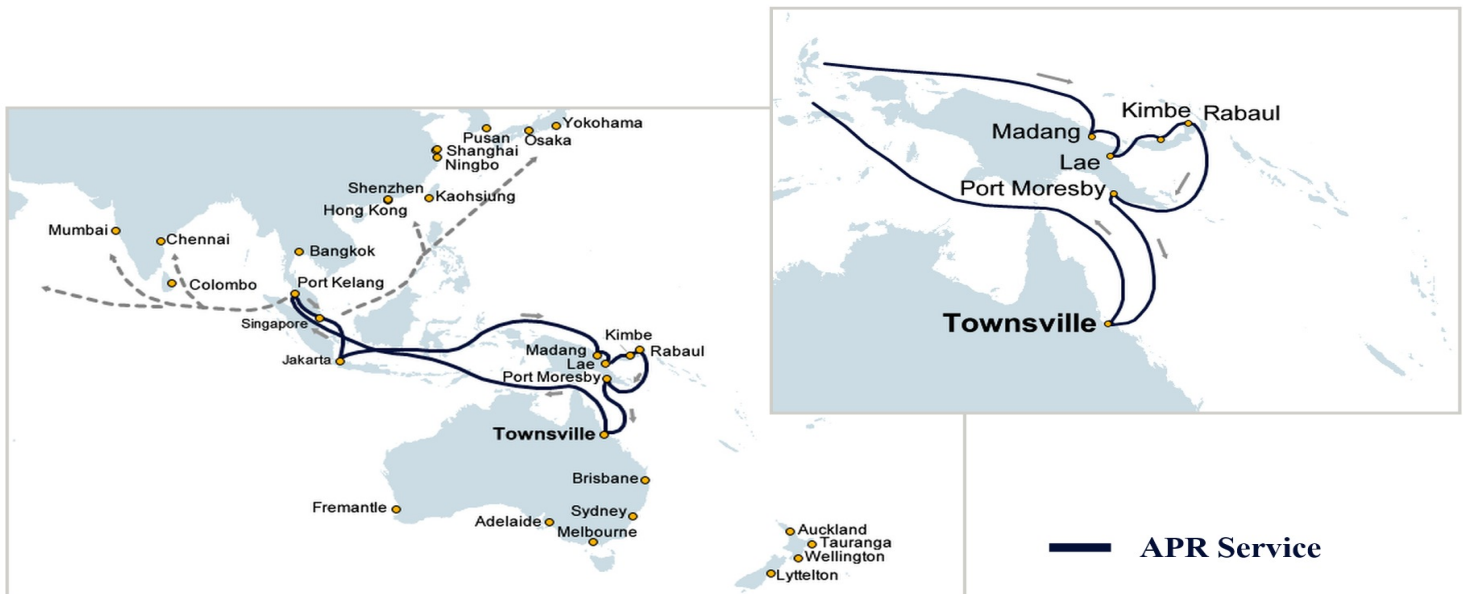 Kimbe
Rabaul
Madang
Lae
Port Moresby
Townsville
Yokohama
Pusan
Osaka
Shanghai
Ningbo
Shenzhen
Kaohsiung
Hong Kong
Mumbai
Chennai
Bangkok
Colombo
Port Kelang
Singapore
Jakarta
Kimbe
Madang
Rabaul
Lae
Port Moresby
Townsville
Brisbane
Fremantle
Sydney
Adelaide
Melbourne
Auckland
Tauranga
Wellington
Lyttelton
APR Service